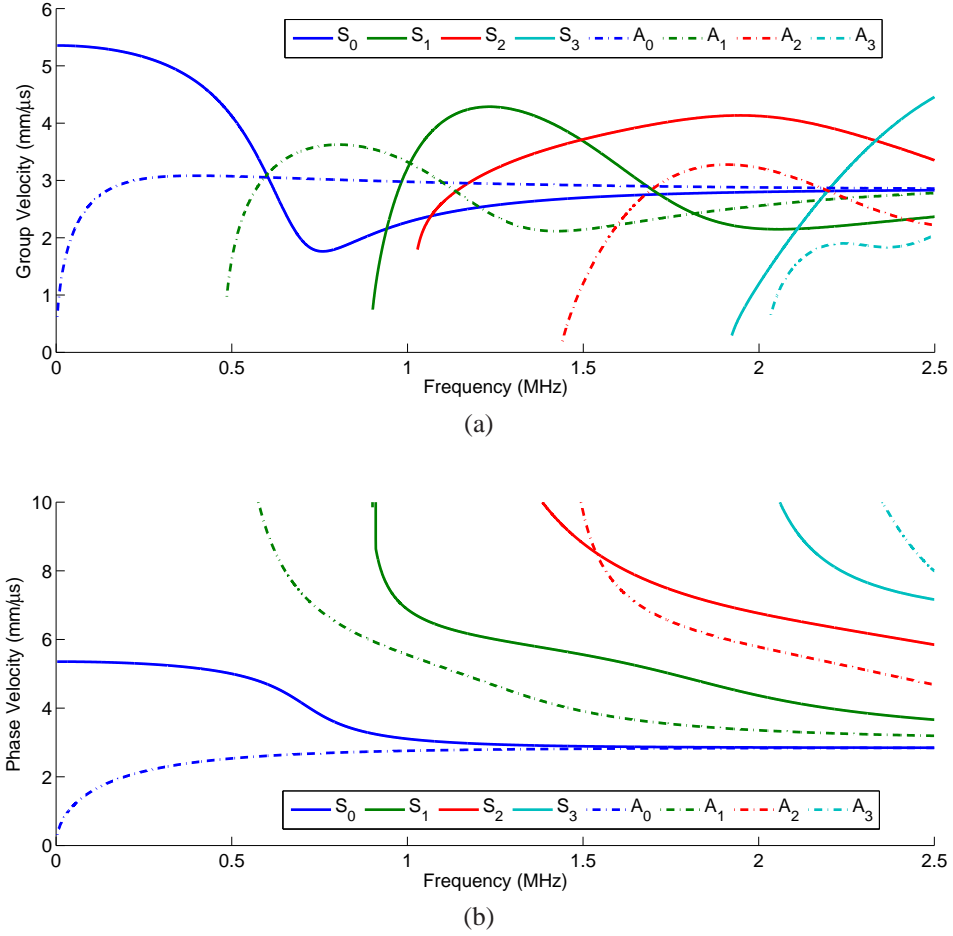 6
S0 S1 S2 S3 A0 A1 A2 A3
5
4
3
2
1
0
Group Velocity (mm/µs)
0 0.5 1 1.5 2 2.5
Frequency (MHz)
(a)
10
8
6
4
2
0
Phase Velocity (mm/µs)
S0 S1 S2 S3 A0 A1 A2 A3
0 0.5 1 1.5 2 2.5
Frequency (MHz)
(b)